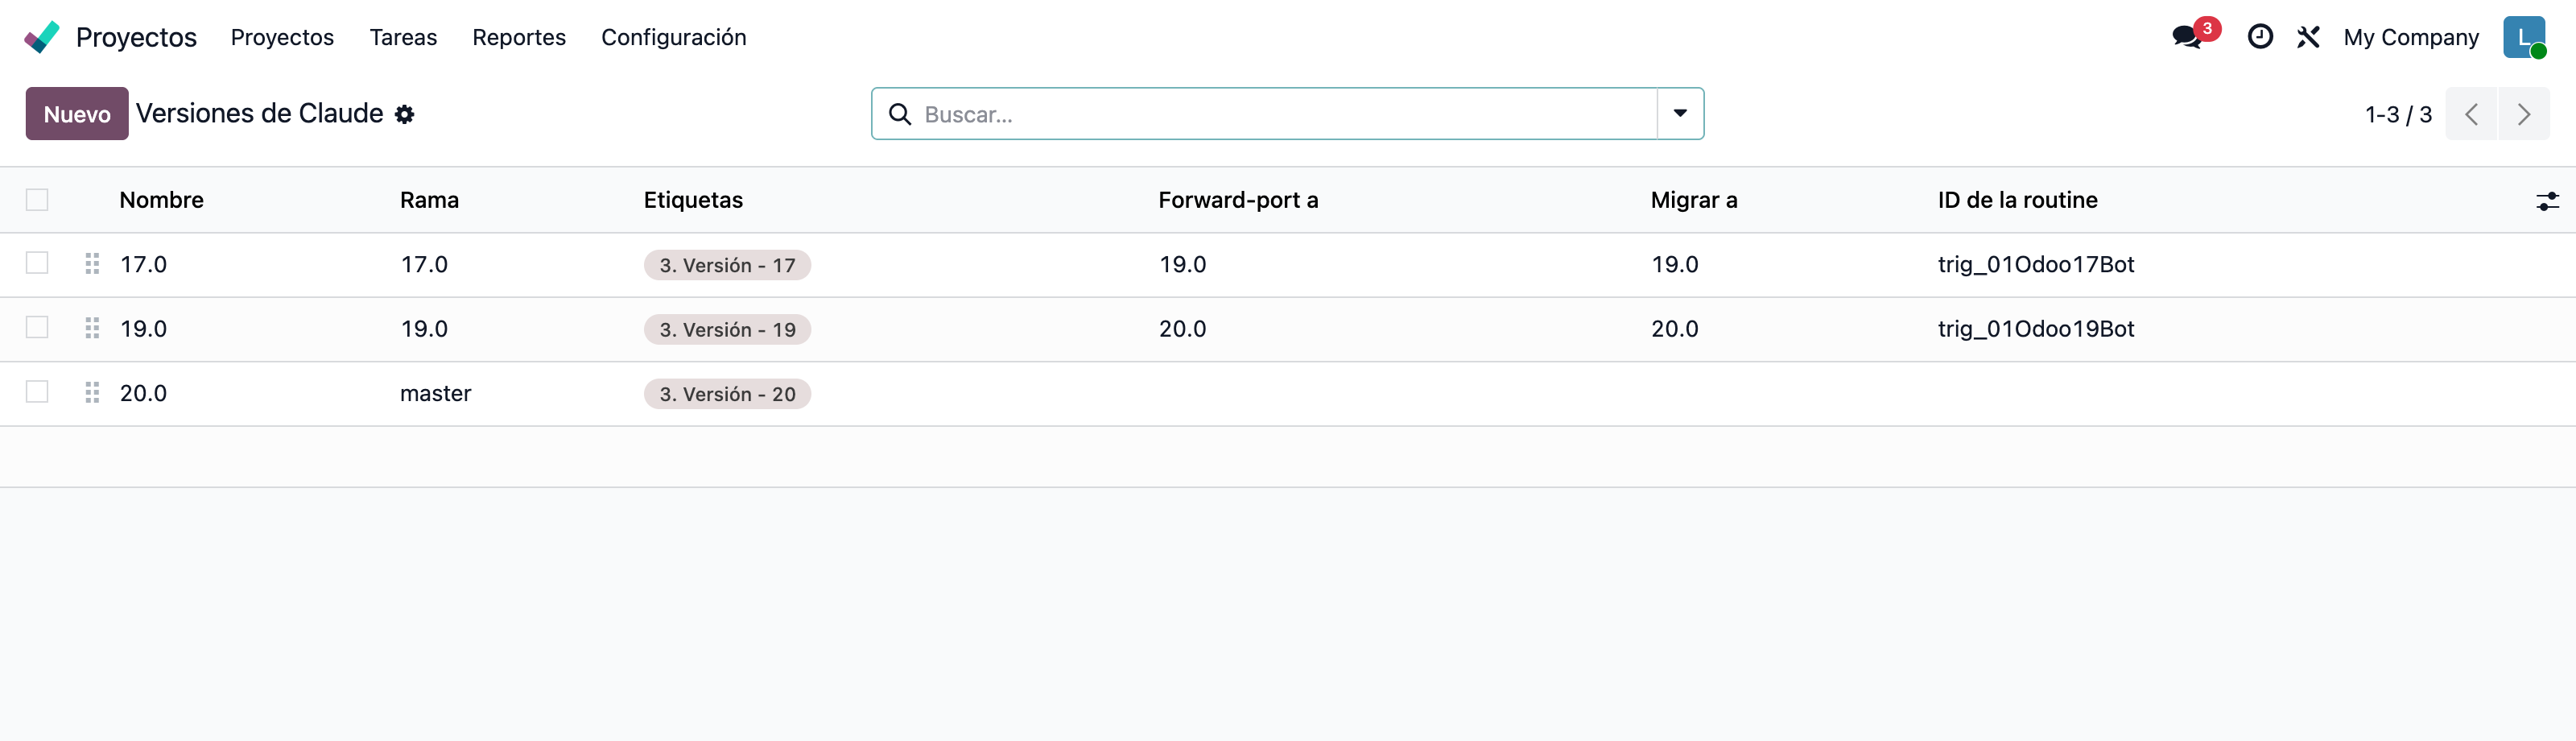 Proyectos Proyectos Tareas Reportes Configuración 3 My Company L
Nuevo Versiones de Claude Buscar... 1-3 / 3
Nombre Rama Etiquetas Forward-port a Migrar a ID de la routine
17.0 17.0 3. Versión - 17 19.0 19.0 trig_01Odoo17Bot
19.0 19.0 3. Versión - 19 20.0 20.0 trig_01Odoo19Bot
20.0 master 3. Versión - 20